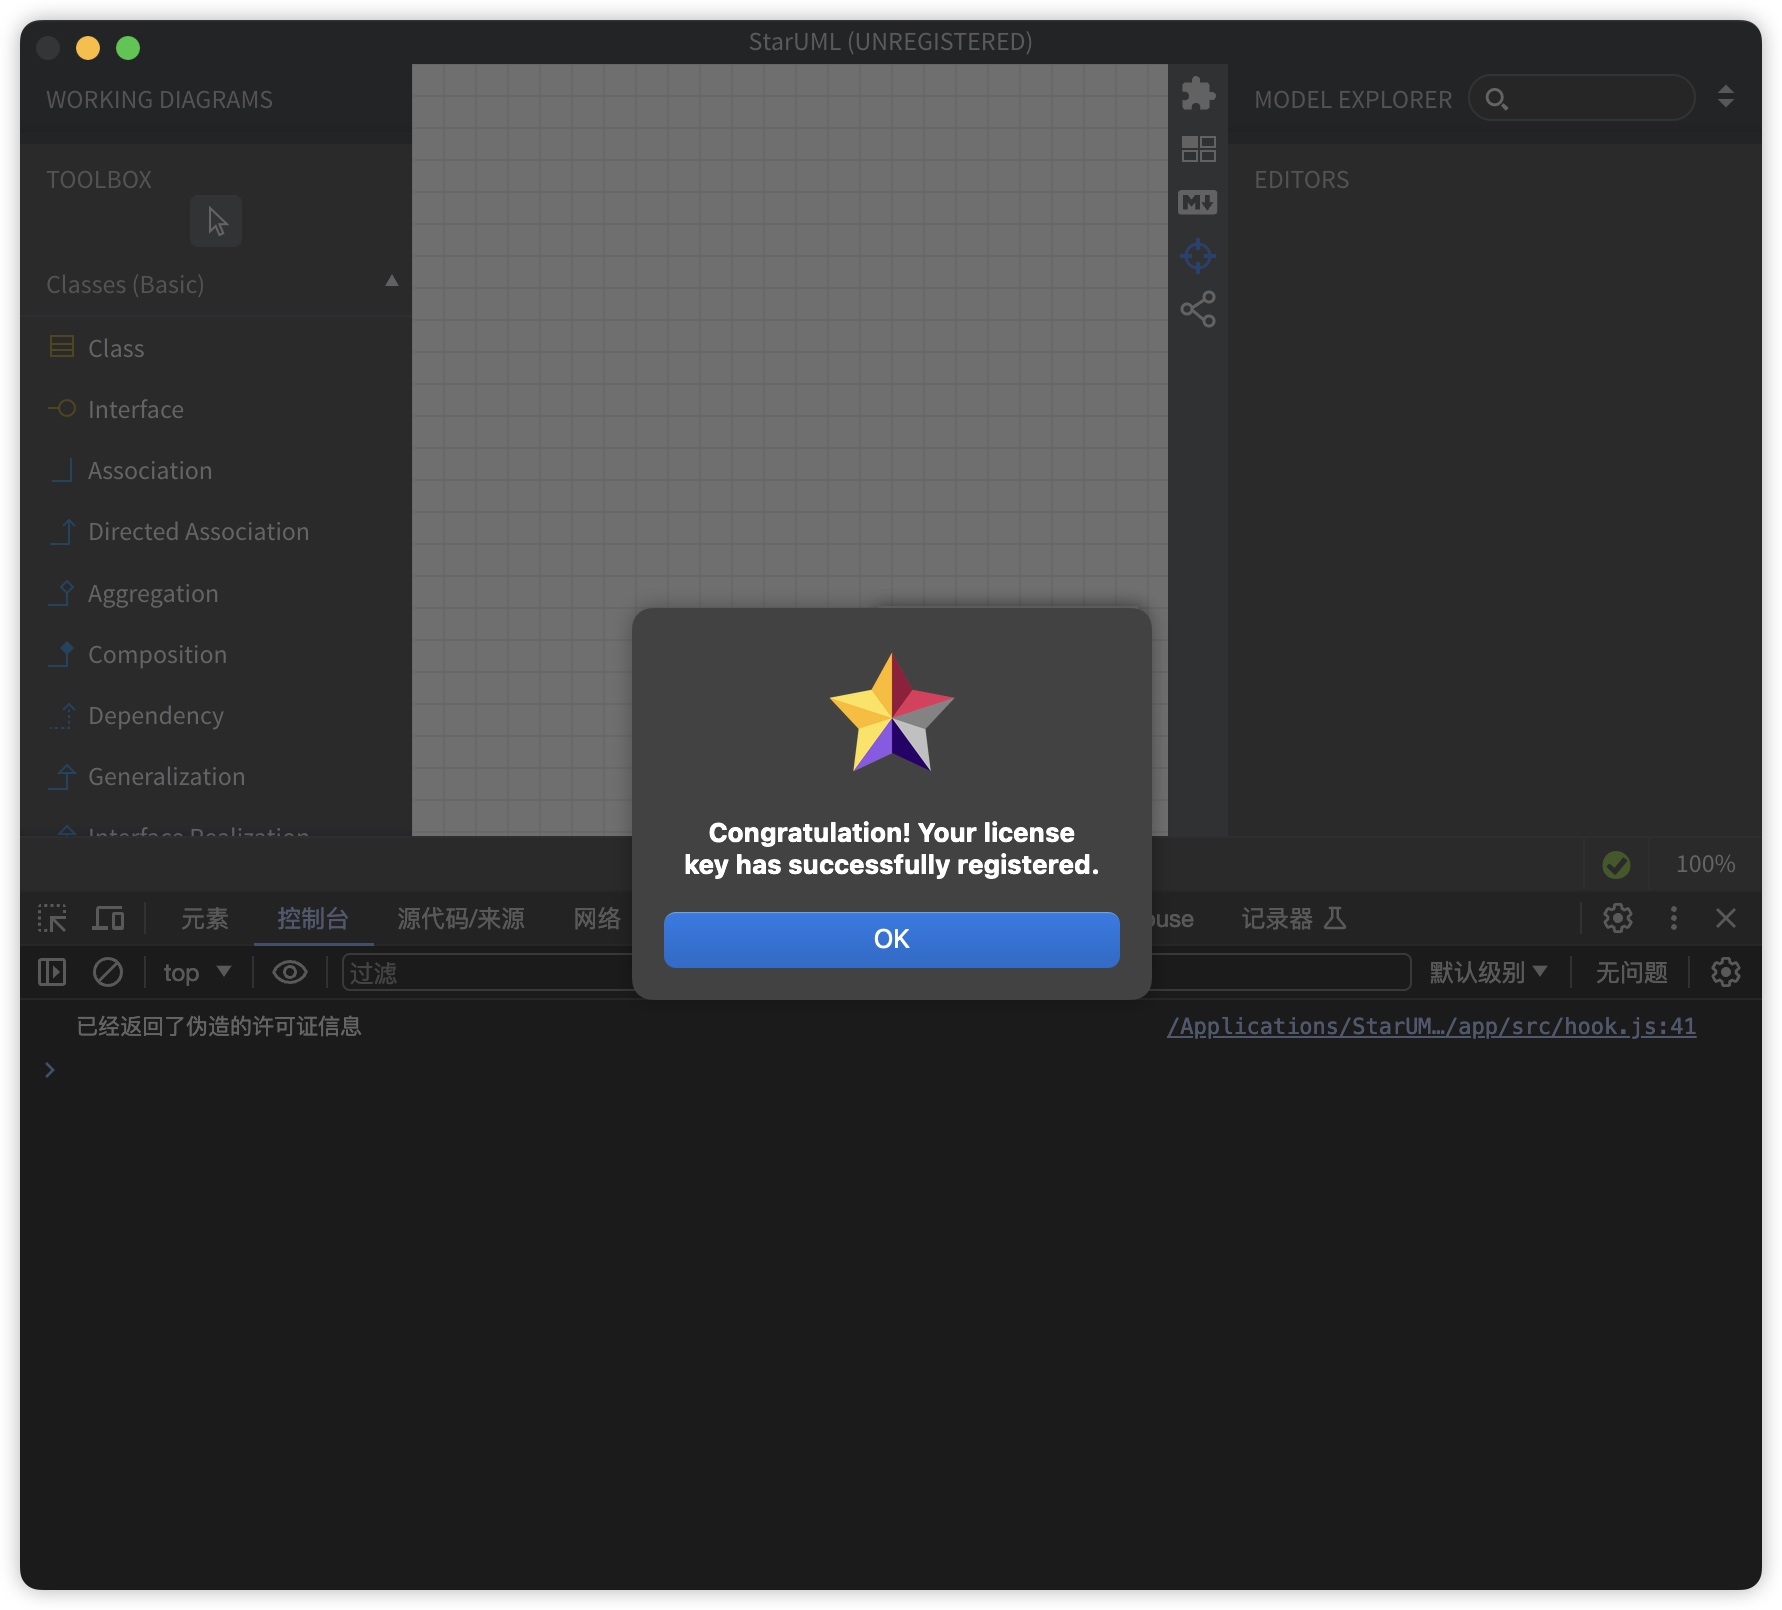 StarUML (UNREGISTERED)
WORKING DIAGRAMS
MODEL EXPLORER
TOOLBOX
EDITORS
Classes (Basic)
Class
Interface
Association
Directed Association
Aggregation
Composition
Dependency
Generalization
Interface Realization
Congratulation! Your license
key has successfully registered.
OK
100%
元素
控制台
源代码/来源
网络
记录器
top
过滤
默认级别
无问题
已经返回了伪造的许可证信息
/Applications/StarUM…/app/src/hook.js:41